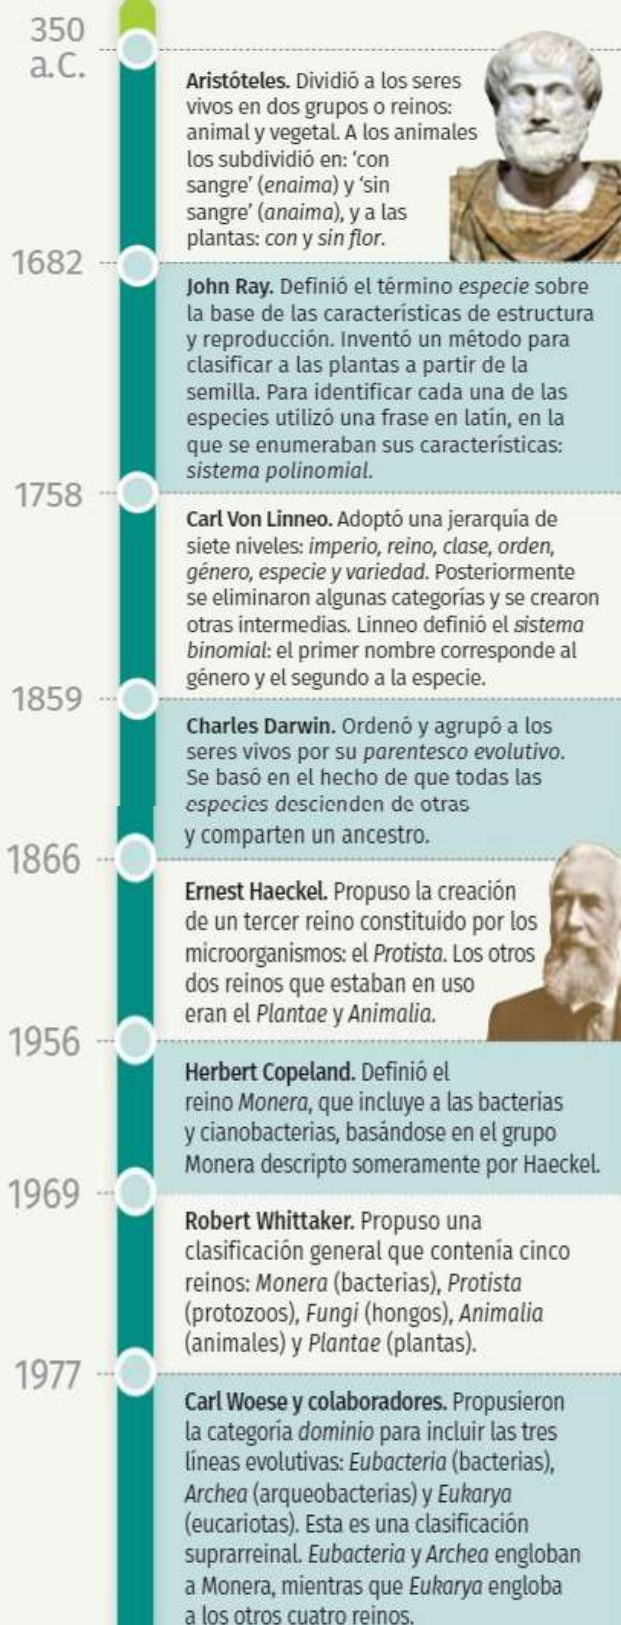 350
a.C.
Aristóteles. Dividió a los seres
vivos en dos grupos o reinos:
animal y vegetal. A los animales
los subdividió en: ‘con
sangre’ (enaima) y ‘sin
sangre’ (anaima), y a las
plantas: con y sin flor.
1682
John Ray. Definió el término especie sobre
la base de las características de estructura
y reproducción. Inventó un método para
clasificar a las plantas a partir de la
semilla. Para identificar cada una de las
especies utilizó una frase en latín, en la
que se enumeraban sus características:
sistema polinomial.
1758
Carl Von Linneo. Adoptó una jerarquía de
siete niveles: imperio, reino, clase, orden,
género, especie y variedad. Posteriormente
se eliminaron algunas categorías y se crearon
otras intermedias. Linneo definió el sistema
binomial: el primer nombre corresponde al
género y el segundo a la especie.
1859
Charles Darwin. Ordenó y agrupó a los
seres vivos por su parentesco evolutivo.
Se basó en el hecho de que todas las
especies descienden de otras
y comparten un ancestro.
1866
Ernest Haeckel. Propuso la creación
de un tercer reino constituido por los
microorganismos: el Protista. Los otros
dos reinos que estaban en uso
eran el Plantae y Animalia.
1956
Herbert Copeland. Definió el
reino Monera, que incluye a las bacterias
y cianobacterias, basándose en el grupo
Monera descripto someramente por Haeckel.
1969
Robert Whittaker. Propuso una
clasificación general que contenía cinco
reinos: Monera (bacterias), Protista
(protozoos), Fungi (hongos), Animalia
(animales) y Plantae (plantas).
1977
Carl Woese y colaboradores. Propusieron
la categoría dominio para incluir las tres
líneas evolutivas: Eubacteria (bacterias),
Archea (arqueobacterias) y Eukarya
(eucariotas). Esta es una clasificación
suprarreinal. Eubacteria y Archea engloban
a Monera, mientras que Eukarya engloba
a los otros cuatro reinos.